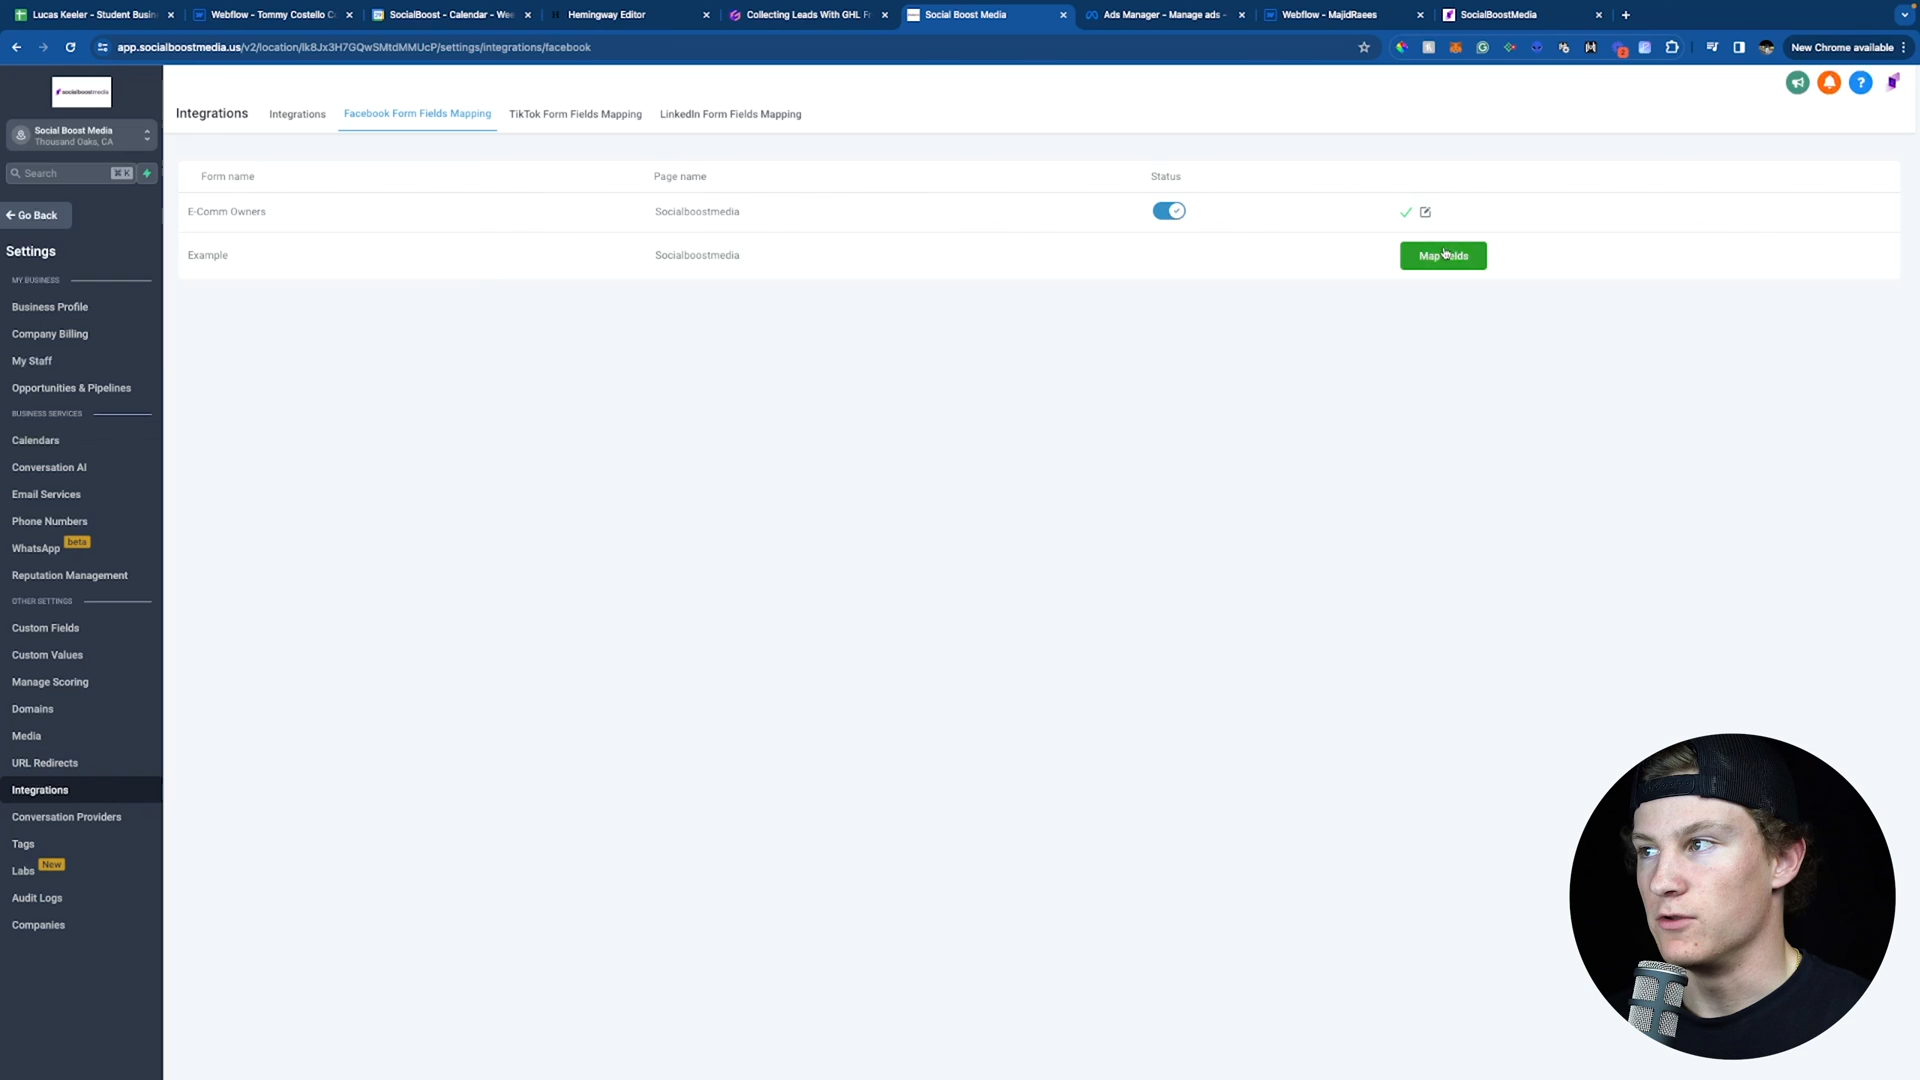 Lucas Keeler - Student Busin
Webflow - Tommy Costello C
SocialBoost - Calendar - Wee
Hemingway Editor
Collecting Leads With GHL Fr
Social Boost Media
Ads Manager - Manage ads -
Webflow - MajidRaees
SocialBoostMedia
app.socialboostmedia.us/v2/location/lk8Jx3H7GQwSMtdMMUcP/settings/integrations/facebook
2
New Chrome available
socialboostmedia
Social Boost Media
Thousand Oaks, CA
Search
⌘ K
Go Back
Settings
MY BUSINESS
Business Profile
Company Billing
My Staff
Opportunities & Pipelines
BUSINESS SERVICES
Calendars
Conversation AI
Email Services
Phone Numbers
WhatsApp beta
Reputation Management
OTHER SETTINGS
Custom Fields
Custom Values
Manage Scoring
Domains
Media
URL Redirects
Integrations
Conversation Providers
Tags
Labs New
Audit Logs
Companies
Integrations
Integrations
Facebook Form Fields Mapping
TikTok Form Fields Mapping
LinkedIn Form Fields Mapping
Form name
Page name
Status
E-Comm Owners
Socialboostmedia
Example
Socialboostmedia
Map